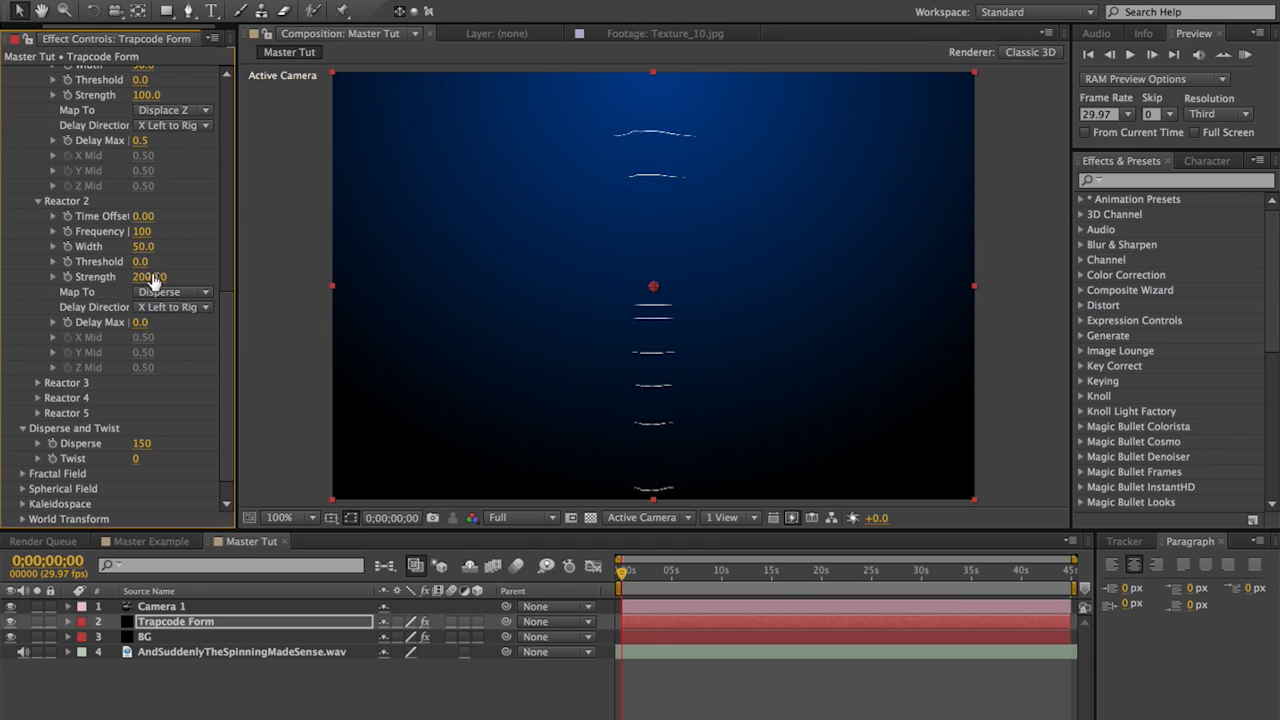 Workspace: Standard Search Help
Effect Controls: Trapcode Form
Composition: Master Tut
Layer: (none)
Footage: Texture_10.jpg
Audio Info Preview
Master Tut • Trapcode Form
Master Tut
Renderer: Classic 3D
Active Camera
Width 50.0
Threshold 0.0
Strength 100.0
Map To Displace Z
Delay Direction X Left to Rig
Delay Max 0.5
X Mid 0.50
Y Mid 0.50
Z Mid 0.50
Reactor 2
Time Offset 0.00
Frequency 100
Width 50.0
Threshold 0.0
Strength
Map To Disperse
Delay Direction X Left to Rig
Delay Max 0.0
X Mid 0.50
Y Mid 0.50
Z Mid 0.50
Reactor 3
Reactor 4
Reactor 5
Disperse and Twist
Disperse 150
Twist 0
Fractal Field
Spherical Field
Kaleidospace
World Transform
100% 0;00;00;00 Full Active Camera 1 View +0.0
RAM Preview Options
Frame Rate Skip Resolution
29.97 0 Third
From Current Time Full Screen
Effects & Presets Character
* Animation Presets
3D Channel
Audio
Blur & Sharpen
Channel
Color Correction
Composite Wizard
Distort
Expression Controls
Generate
Image Lounge
Key Correct
Keying
Knoll
Knoll Light Factory
Magic Bullet Colorista
Magic Bullet Cosmo
Magic Bullet Denoiser
Magic Bullet Frames
Magic Bullet InstantHD
Magic Bullet Looks
Render Queue Master Example Master Tut
Tracker Paragraph
0;00;00;00
00000 (29.97 fps)
05s 10s 15s 20s 25s 30s 35s 40s 45s
# Source Name Parent
1 Camera 1 None
2 Trapcode Form None
3 BG None
4 AndSuddenlyTheSpinningMadeSense.wav None
0 px 0 px 0 px
0 px 0 px